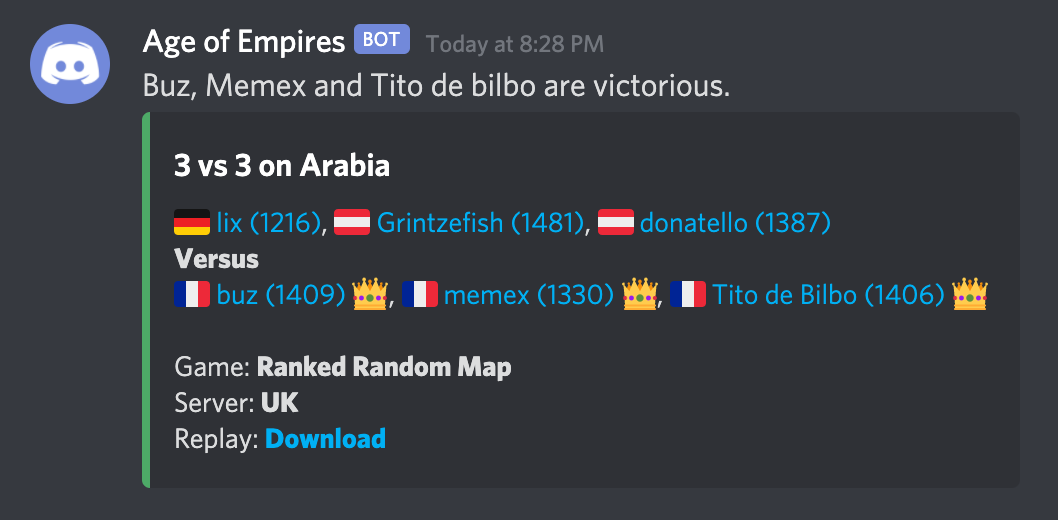 Age of Empires BOT Today at 8:28 PM
Buz, Memex and Tito de bilbo are victorious.
3 vs 3 on Arabia
lix (1216), Grintzefish (1481), donatello (1387)
Versus
buz (1409) , memex (1330) , Tito de Bilbo (1406)
Game: Ranked Random Map
Server: UK
Replay: Download